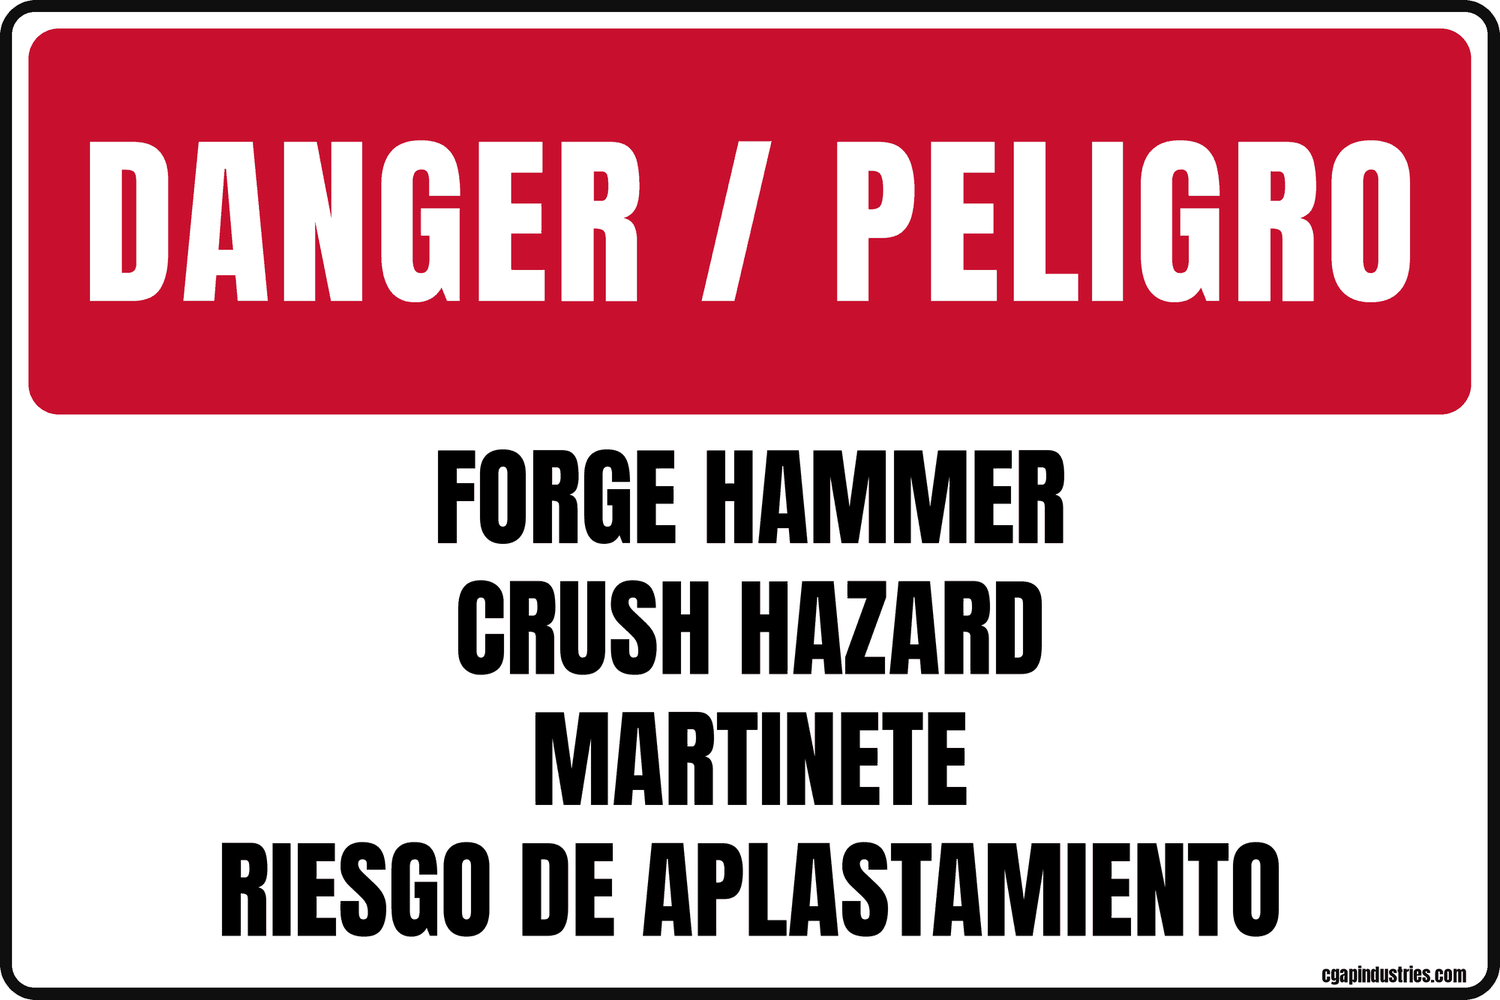 DANGER / PELIGRO
FORGE HAMMER
CRUSH HAZARD
MARTINETE
RIESGO DE APLASTAMIENTO
cgapindustries.com